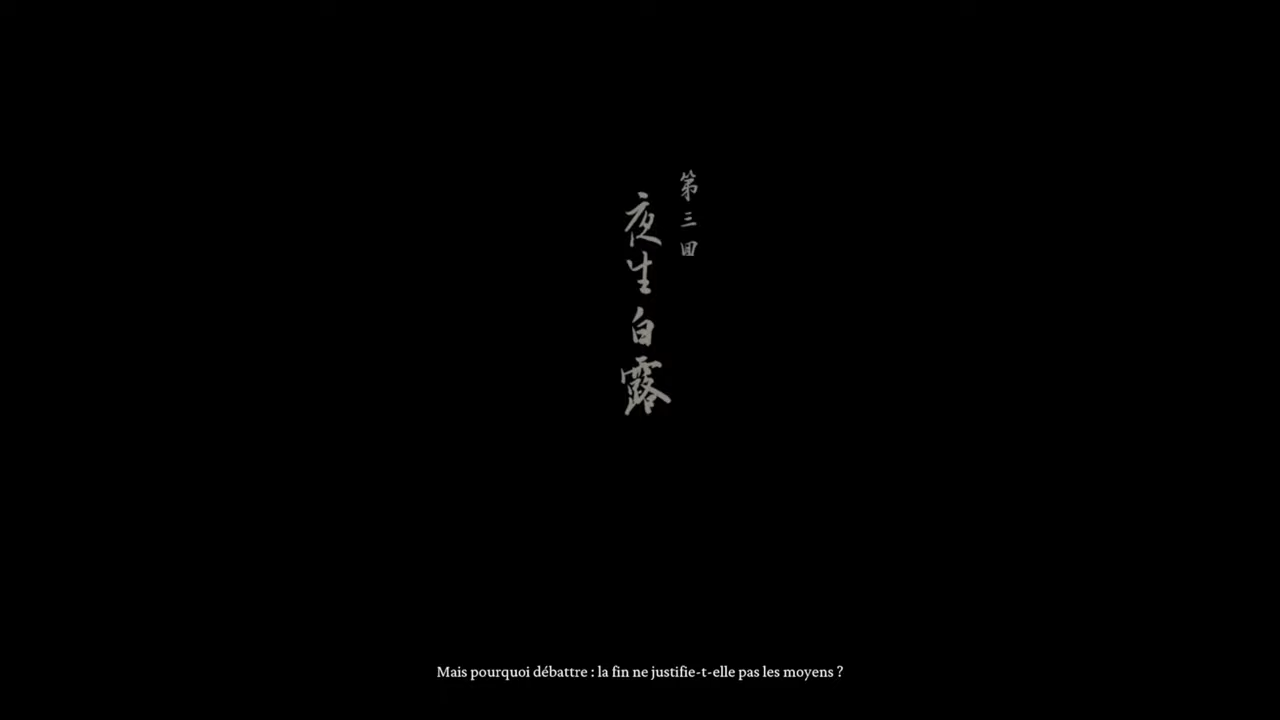 第三回
夜生白露
Mais pourquoi débattre : la fin ne justifie-t-elle pas les moyens ?